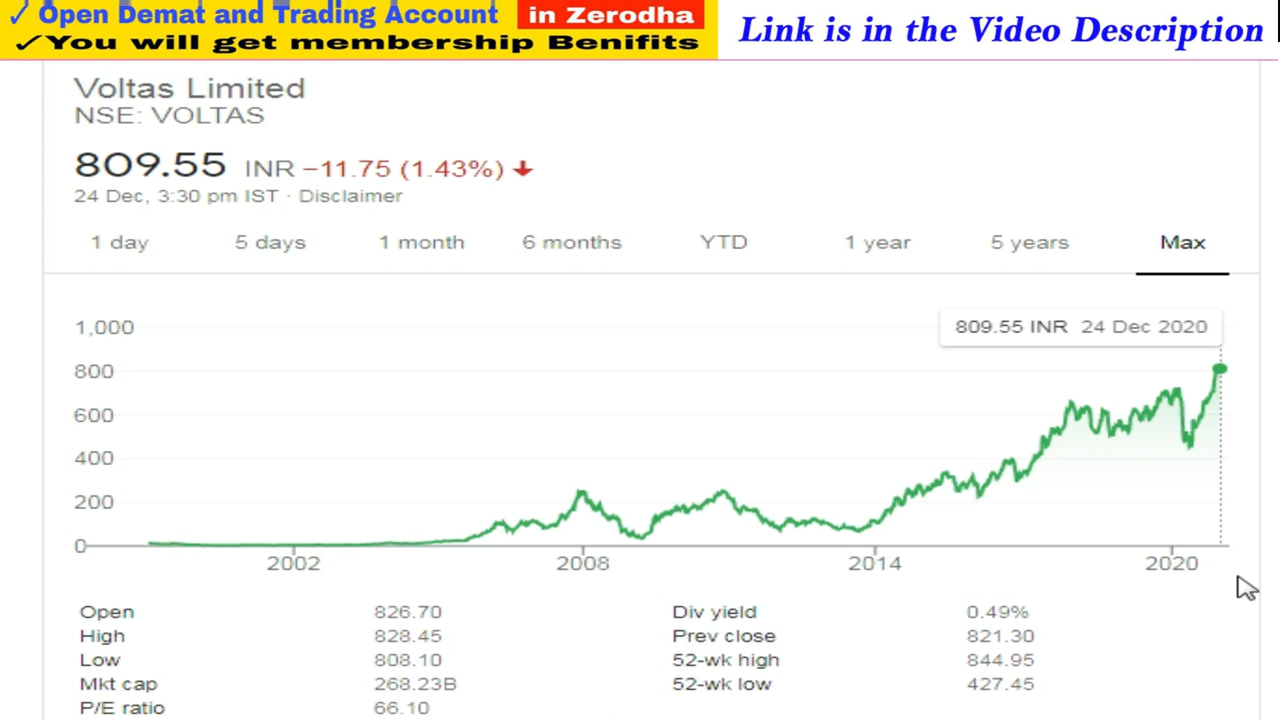 ✓ Open Demat and Trading Account in Zerodha
✓You will get membership Benifits
Link is in the Video Description
Voltas Limited
NSE: VOLTAS
809.55 INR −11.75 (1.43%)
24 Dec, 3:30 pm IST · Disclaimer
1 day 5 days 1 month 6 months YTD 1 year 5 years Max
809.55 INR 24 Dec 2020
1,000
800
600
400
200
0
2002 2008 2014 2020
Open 826.70 Div yield 0.49%
High 828.45 Prev close 821.30
Low 808.10 52-wk high 844.95
Mkt cap 268.23B 52-wk low 427.45
P/E ratio 66.10